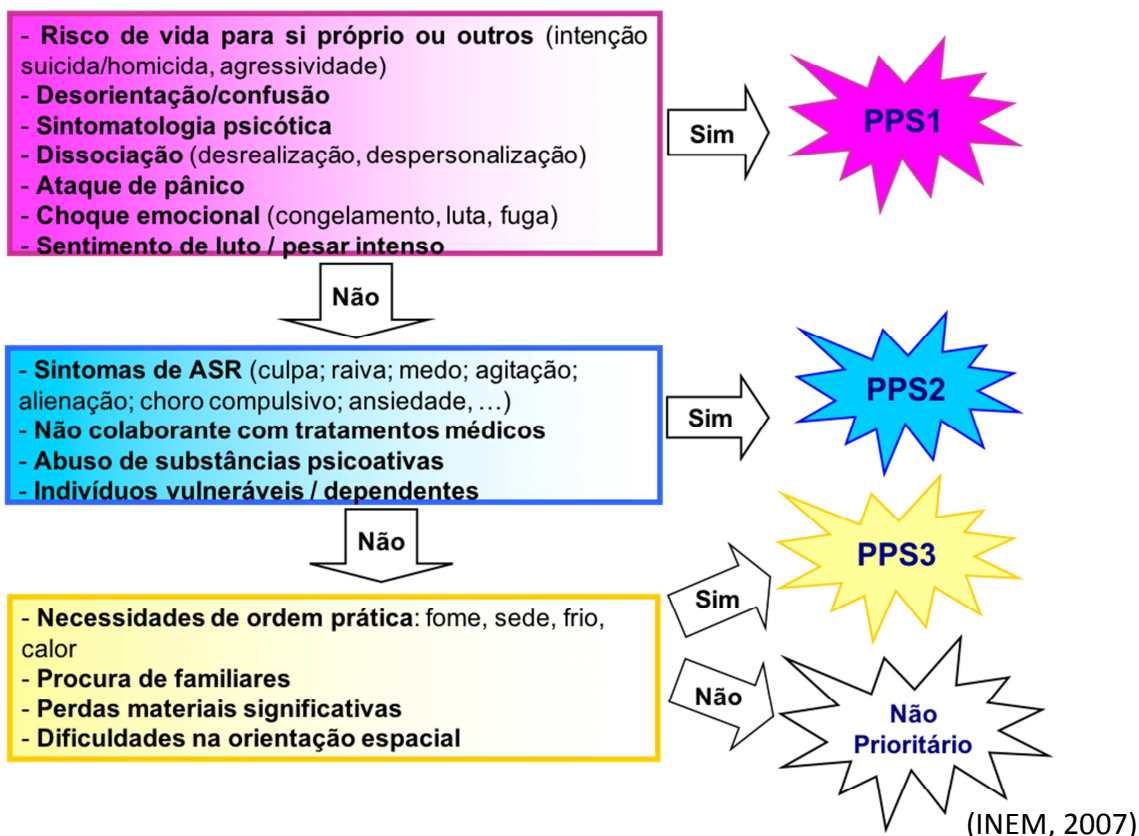 - Risco de vida para si próprio ou outros (intenção
suicida/homicida, agressividade)
- Desorientação/confusão
- Sintomatologia psicótica
- Dissociação (desrealização, despersonalização)
- Ataque de pânico
- Choque emocional (congelamento, luta, fuga)
- Sentimento de luto / pesar intenso
Sim
PPS1
Não
- Sintomas de ASR (culpa; raiva; medo; agitação;
alienação; choro compulsivo; ansiedade, …)
- Não colaborante com tratamentos médicos
- Abuso de substâncias psicoativas
- Indivíduos vulneráveis / dependentes
Sim
PPS2
Não
- Necessidades de ordem prática: fome, sede, frio,
calor
- Procura de familiares
- Perdas materiais significativas
- Dificuldades na orientação espacial
Sim
PPS3
Não
Não
Prioritário
(INEM, 2007)